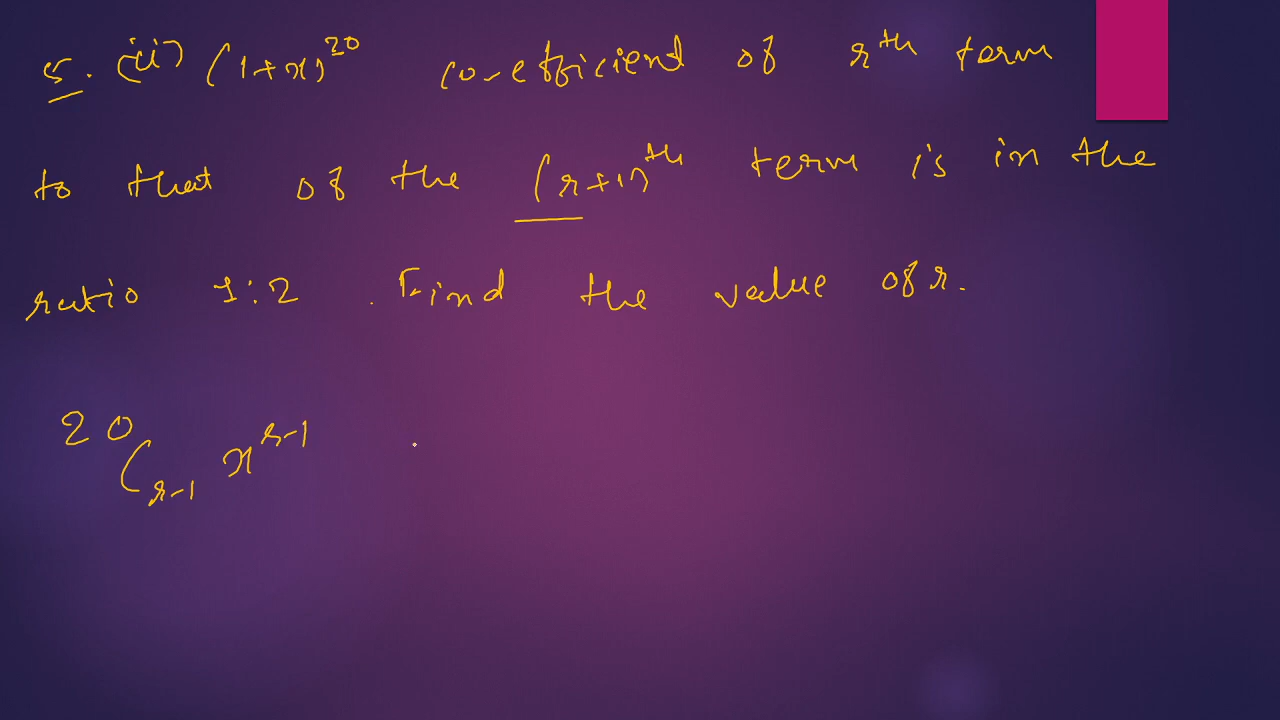 5. (ii) (1+x)^20 co-efficient of rth term
to that of the (r+1)th term is in the
ratio 1:2 . Find the value of r.
20C_{r-1} x^{r-1}